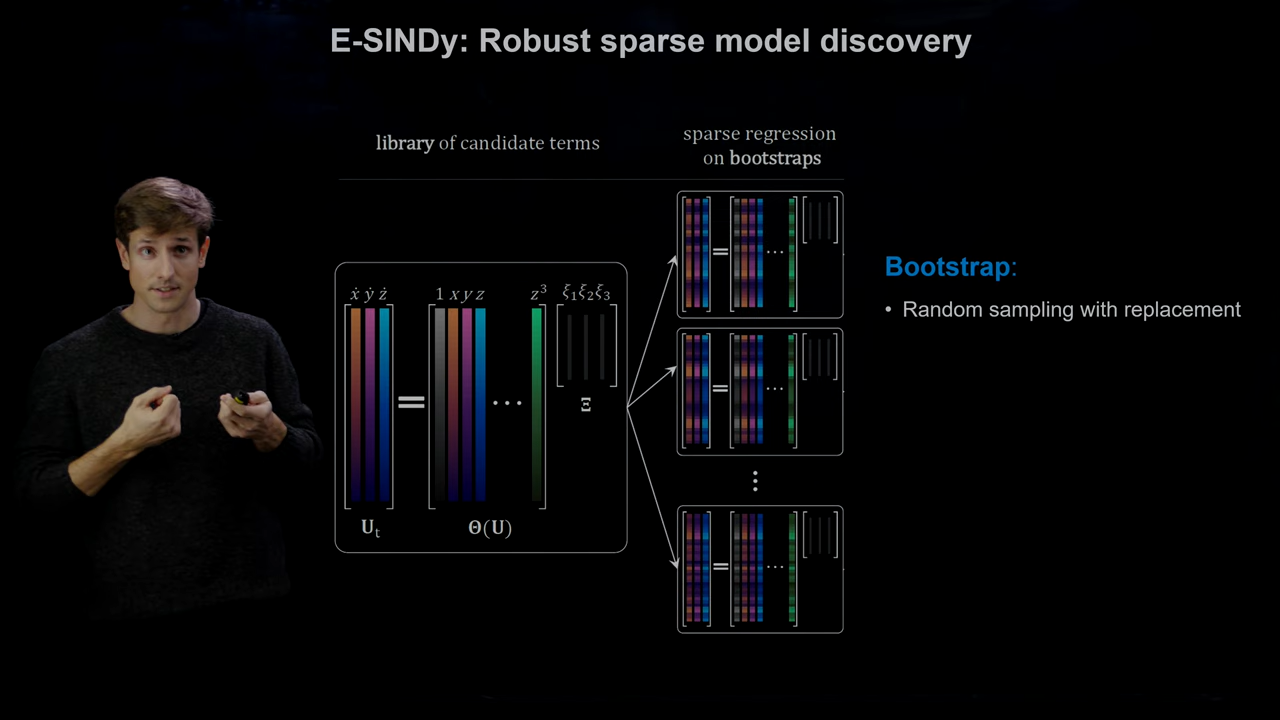 E-SINDy: Robust sparse model discovery
library of candidate terms
sparse regression
on bootstraps
ẋ ẏ ż
1 x y z
z³
ξ₁ξ₂ξ₃
=
...
Ξ
Uₜ
Θ(U)
= ...
= ...
⋮
= ...
Bootstrap:
• Random sampling with replacement